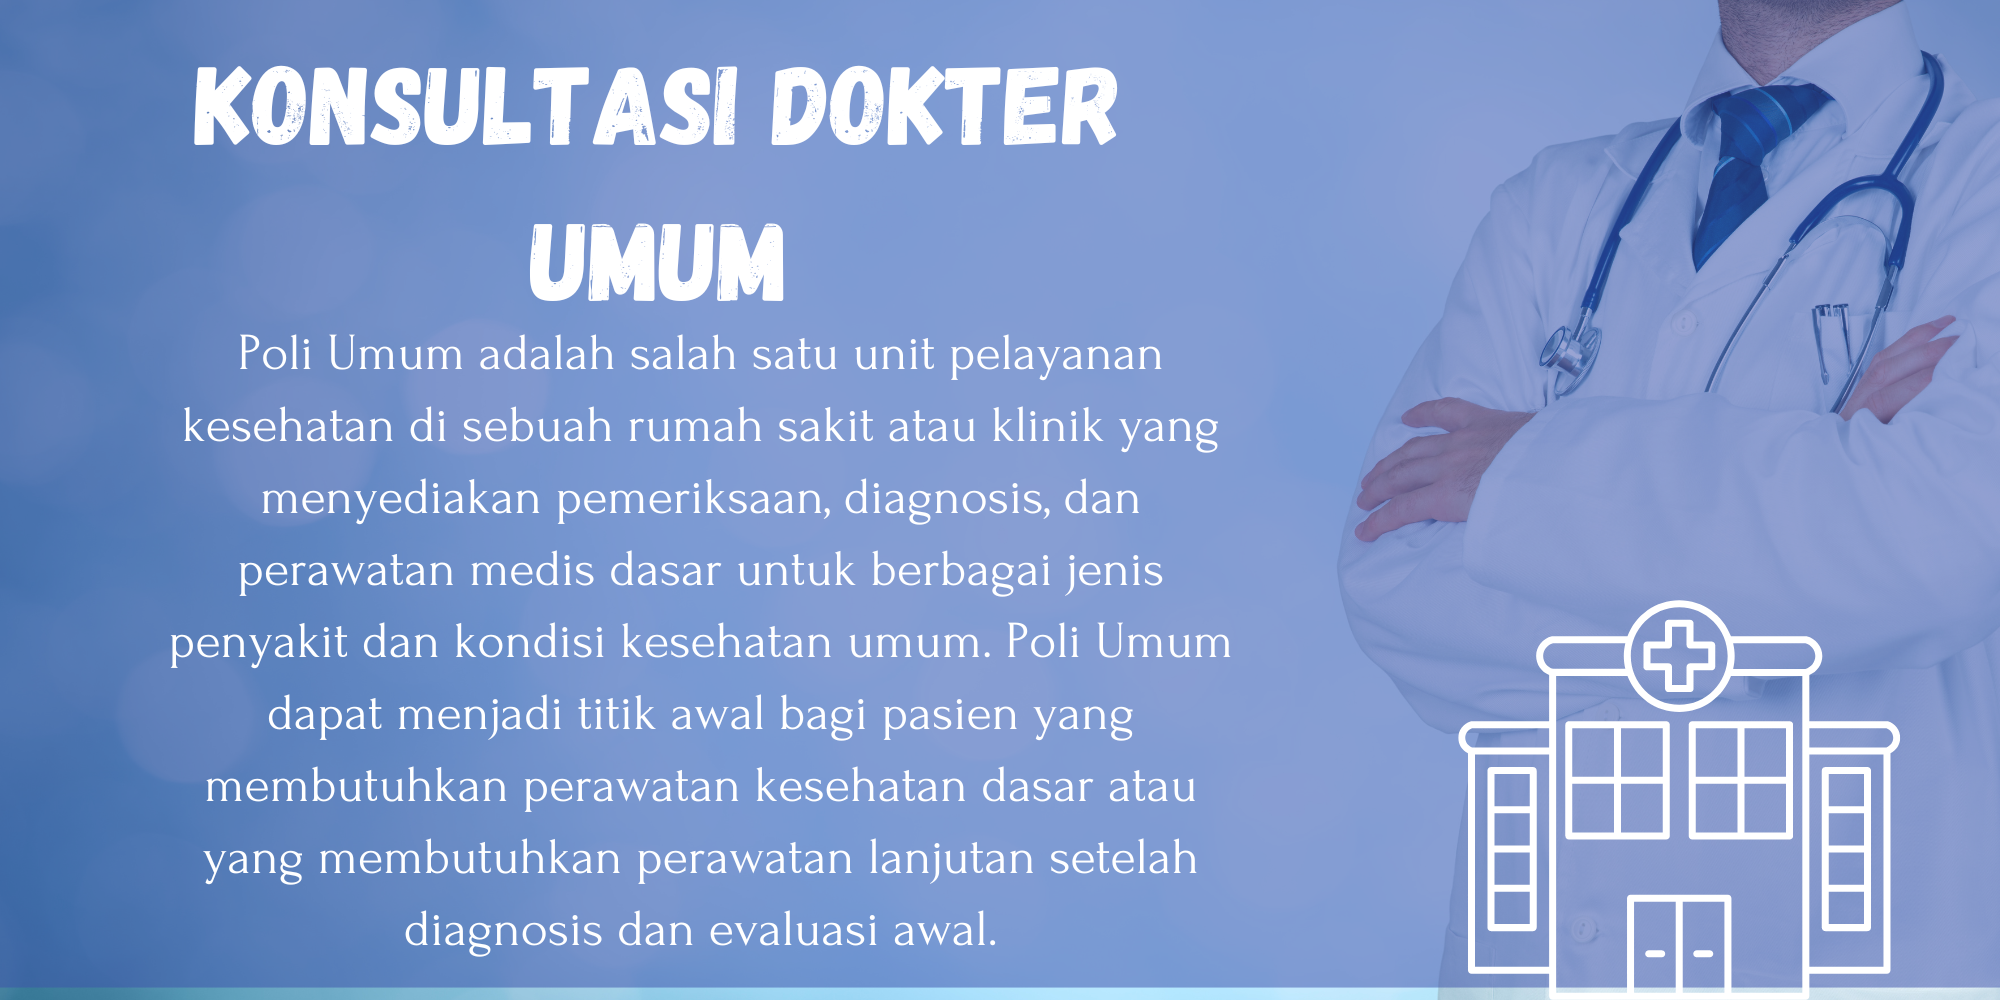 KONSULTASI DOKTER
UMUM
Poli Umum adalah salah satu unit pelayanan
kesehatan di sebuah rumah sakit atau klinik yang
menyediakan pemeriksaan, diagnosis, dan
perawatan medis dasar untuk berbagai jenis
penyakit dan kondisi kesehatan umum. Poli Umum
dapat menjadi titik awal bagi pasien yang
membutuhkan perawatan kesehatan dasar atau
yang membutuhkan perawatan lanjutan setelah
diagnosis dan evaluasi awal.